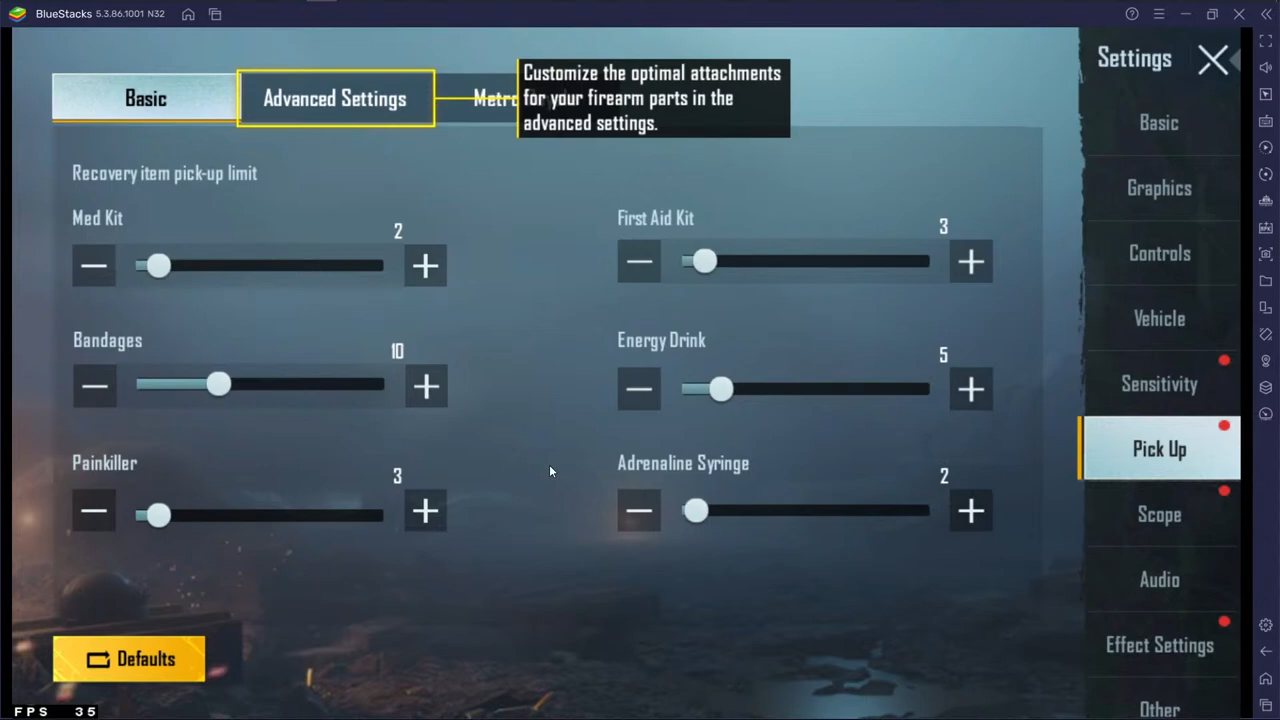 BlueStacks 5.3.86.1001 N32
Settings
Basic
Advanced Settings
Metro
Customize the optimal attachments
for your firearm parts in the
advanced settings.
Recovery item pick-up limit
Med Kit
2
First Aid Kit
3
Bandages
10
Energy Drink
5
Painkiller
3
Adrenaline Syringe
2
Defaults
Basic
Graphics
Controls
Vehicle
Sensitivity
Pick Up
Scope
Audio
Effect Settings
Other
FPS 35